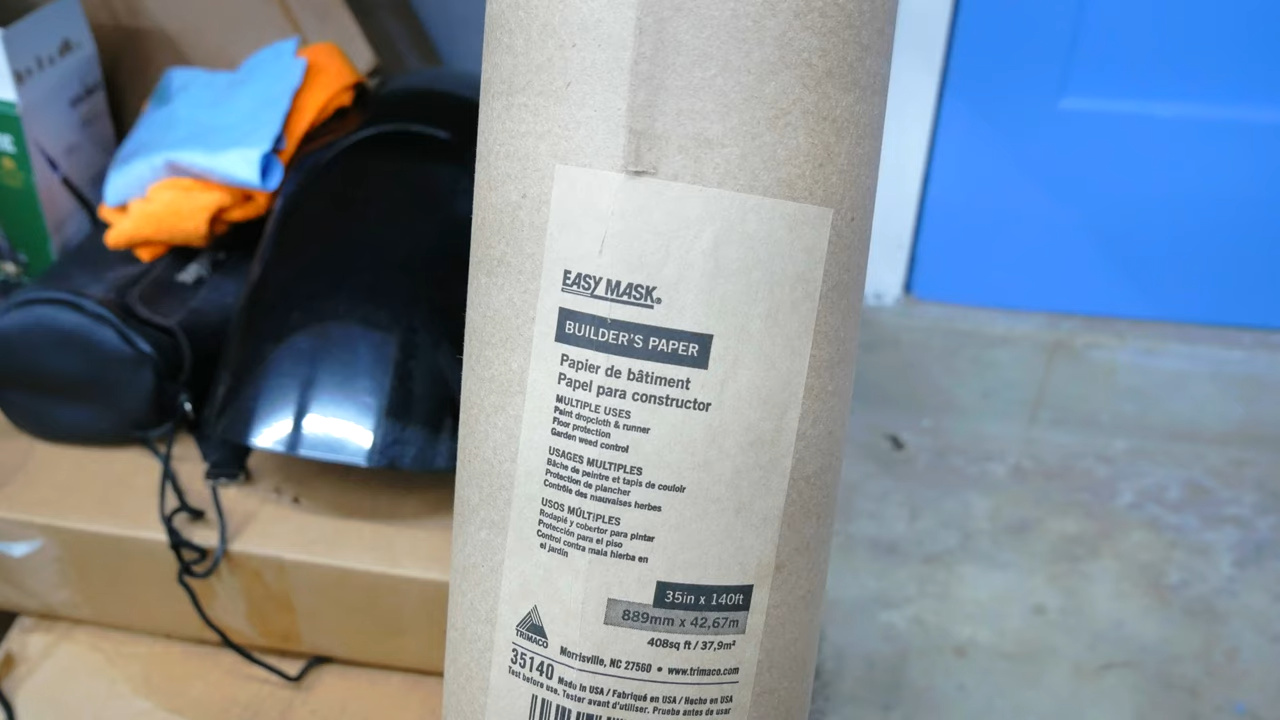 EASY MASK®
BUILDER'S PAPER
Papier de bâtiment
Papel para constructor
MULTIPLE USES
Paint dropcloth & runner
Floor protection
Garden weed control
USAGES MULTIPLES
Bâche de peintre et tapis de couloir
Protection de plancher
Contrôle des mauvaises herbes
USOS MÚLTIPLES
Rodapié y cobertor para pintar
Protección para el piso
Control contra mala hierba en
el jardín
35in x 140ft
889mm x 42,67m
408sq ft / 37,9m²
TRIMACO
Morrisville, NC 27560 • www.trimaco.com
35140 Made in USA / Fabriqué en USA / Hecho en USA
Test before use. Tester avant d'utiliser. Pruebe antes de usar